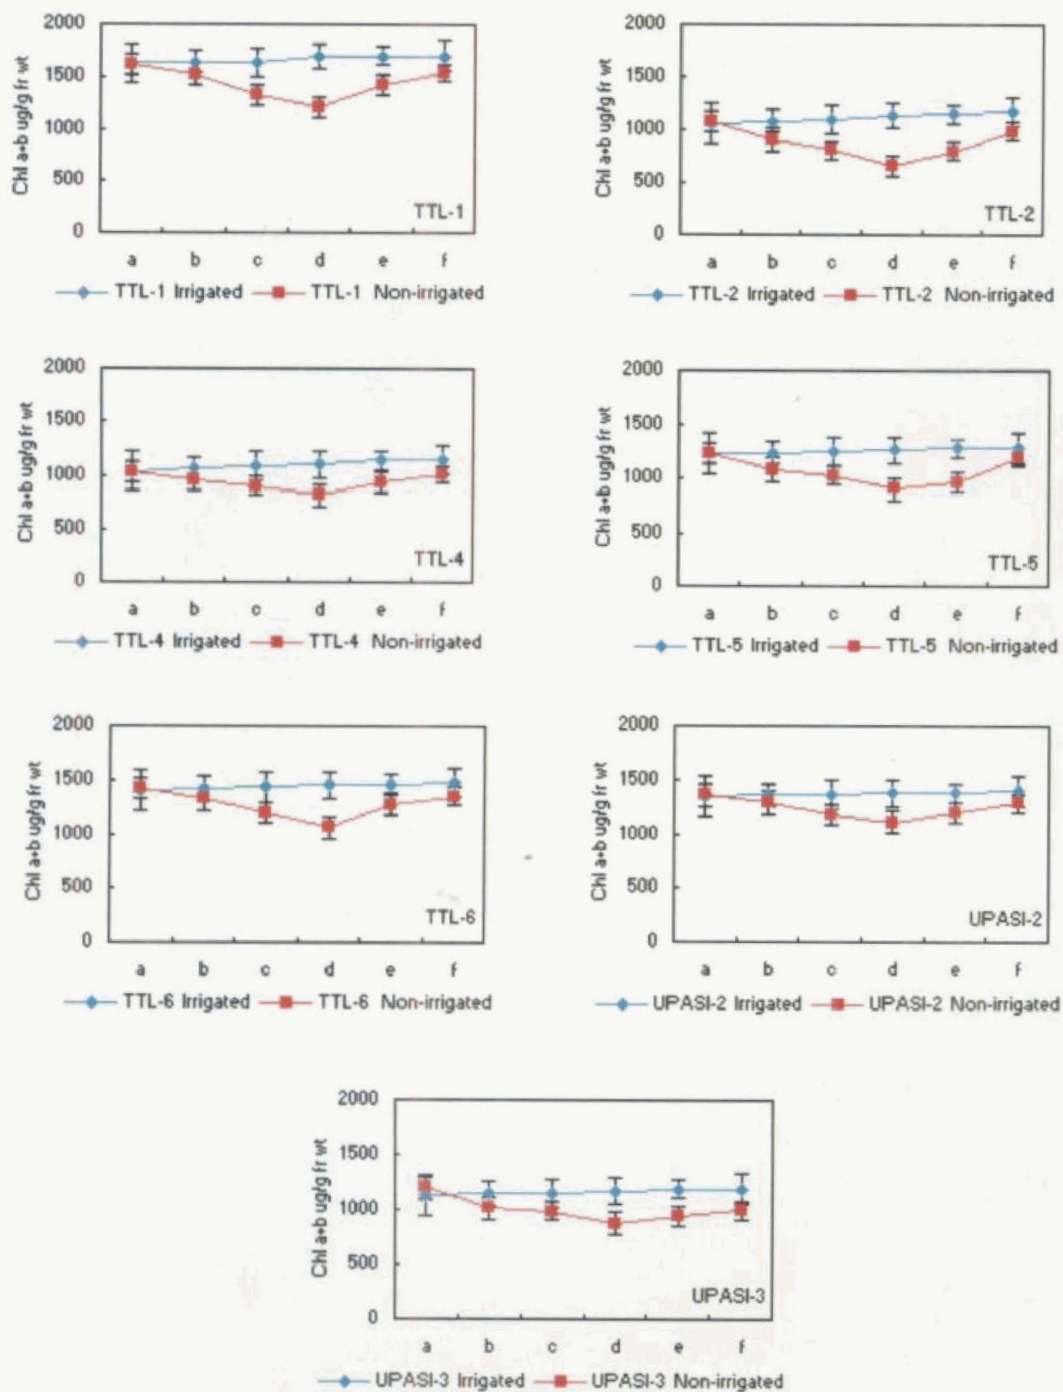 2000
1500
1000
500
0
Chl a+b ug/g fr wt
TTL-1
a b c d e f
TTL-1 Irrigated TTL-1 Non-irrigated
2000
1500
1000
500
0
Chl a+b ug/g fr wt
TTL-2
a b c d e f
TTL-2 Irrigated TTL-2 Non-irrigated
2000
1500
1000
500
0
Chl a+b ug/g fr wt
TTL-4
a b c d e f
TTL-4 Irrigated TTL-4 Non-irrigated
2000
1500
1000
500
0
Chl a+b ug/g fr wt
TTL-5
a b c d e f
TTL-5 Irrigated TTL-5 Non-irrigated
2000
1500
1000
500
0
Chl a+b ug/g fr wt
TTL-6
a b c d e f
TTL-6 Irrigated TTL-6 Non-irrigated
2000
1500
1000
500
0
Chl a+b ug/g fr wt
UPASI-2
a b c d e f
UPASI-2 Irrigated UPASI-2 Non-irrigated
2000
1500
1000
500
0
Chl a+b ug/g fr wt
UPASI-3
a b c d e f
UPASI-3 Irrigated UPASI-3 Non-irrigated